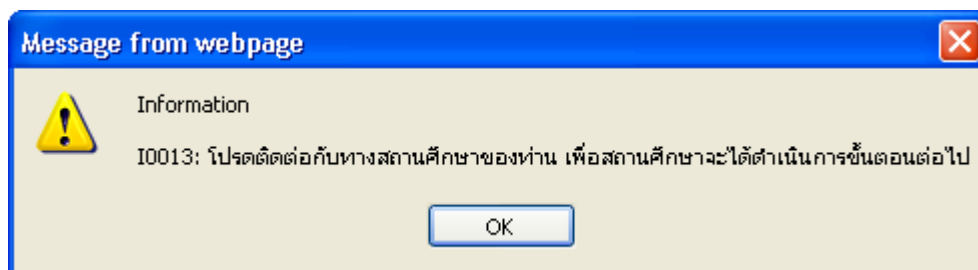 Message from webpage
Information
I0013: โปรดติดต่อกับทางสถานศึกษาของท่าน เพื่อสถานศึกษาจะได้ดำเนินการขั้นตอนต่อไป
OK